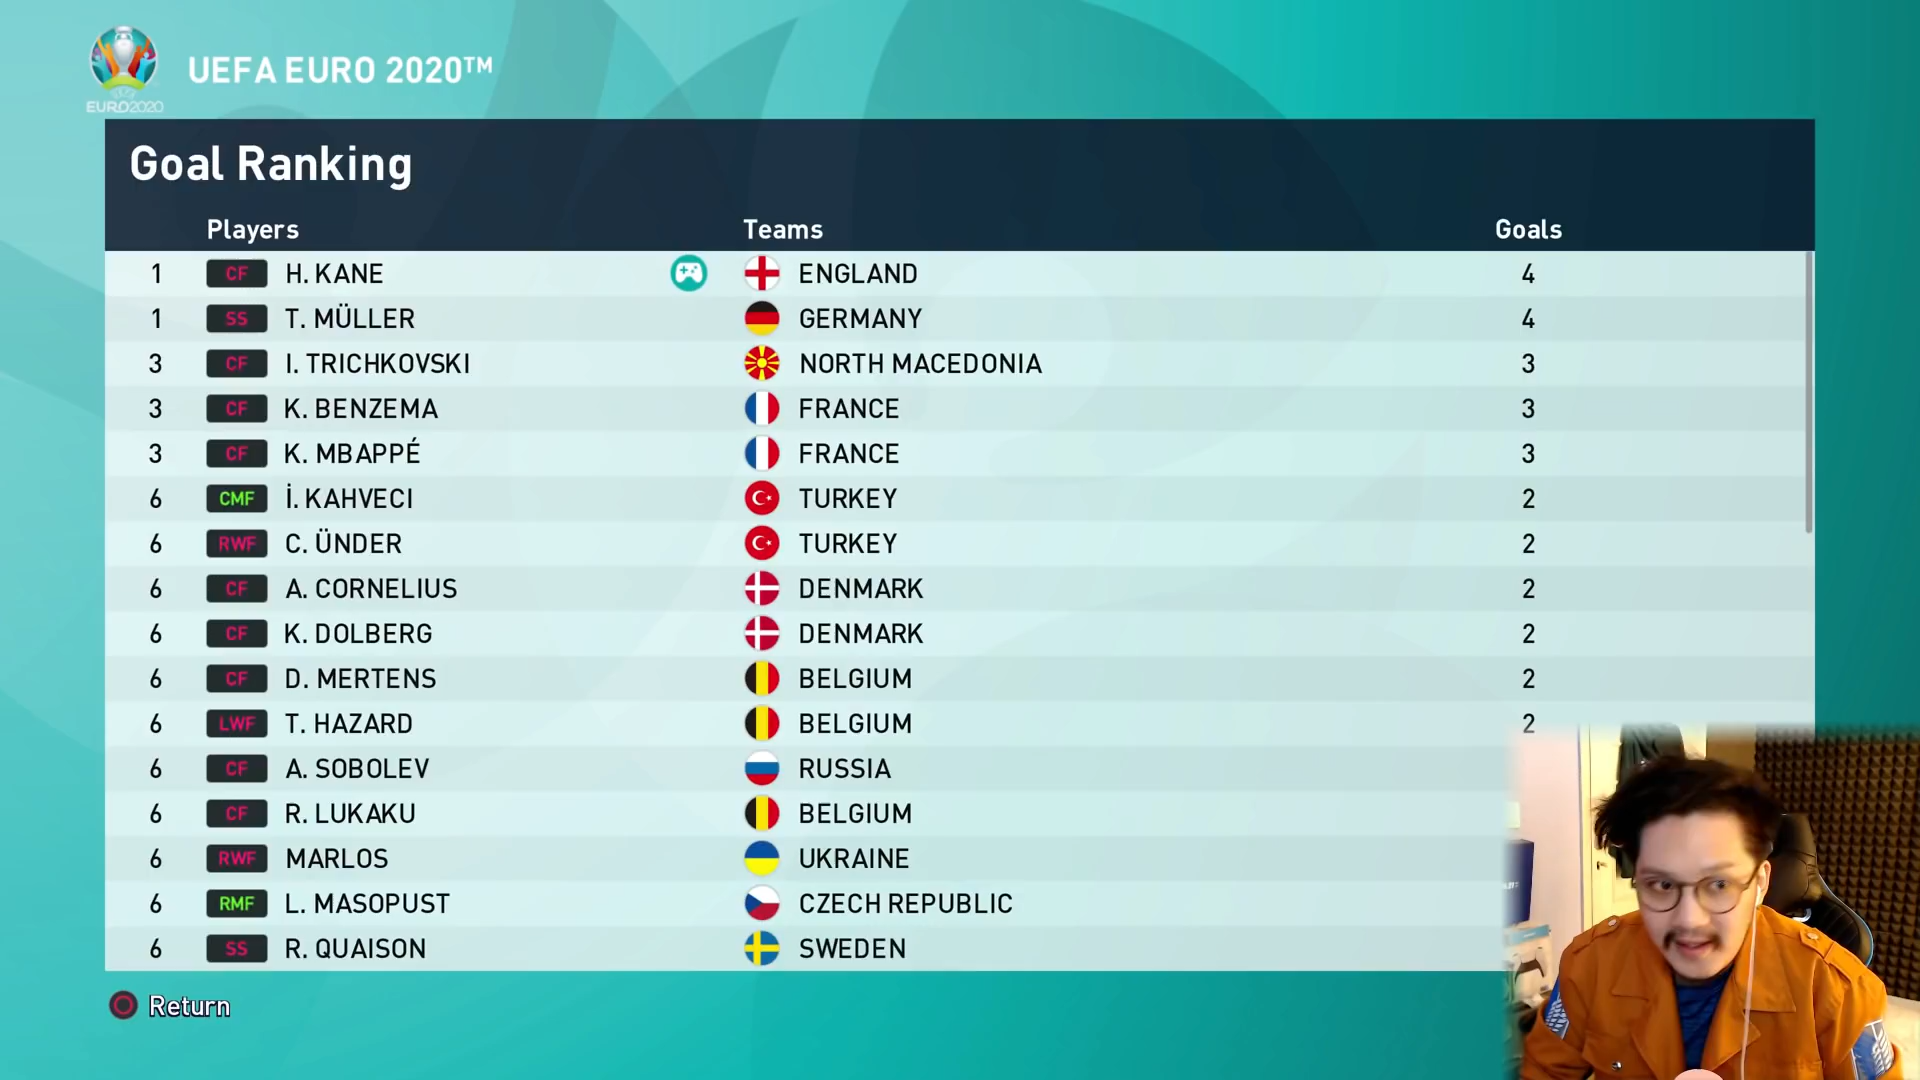 EURO2020
UEFA EURO 2020™
Goal Ranking
Players Teams Goals
1 CF H. KANE ENGLAND 4
1 SS T. MÜLLER GERMANY 4
3 CF I. TRICHKOVSKI NORTH MACEDONIA 3
3 CF K. BENZEMA FRANCE 3
3 CF K. MBAPPÉ FRANCE 3
6 CMF İ. KAHVECI TURKEY 2
6 RWF C. ÜNDER TURKEY 2
6 CF A. CORNELIUS DENMARK 2
6 CF K. DOLBERG DENMARK 2
6 CF D. MERTENS BELGIUM 2
6 LWF T. HAZARD BELGIUM 2
6 CF A. SOBOLEV RUSSIA
6 CF R. LUKAKU BELGIUM
6 RWF MARLOS UKRAINE
6 RMF L. MASOPUST CZECH REPUBLIC
6 SS R. QUAISON SWEDEN
Return